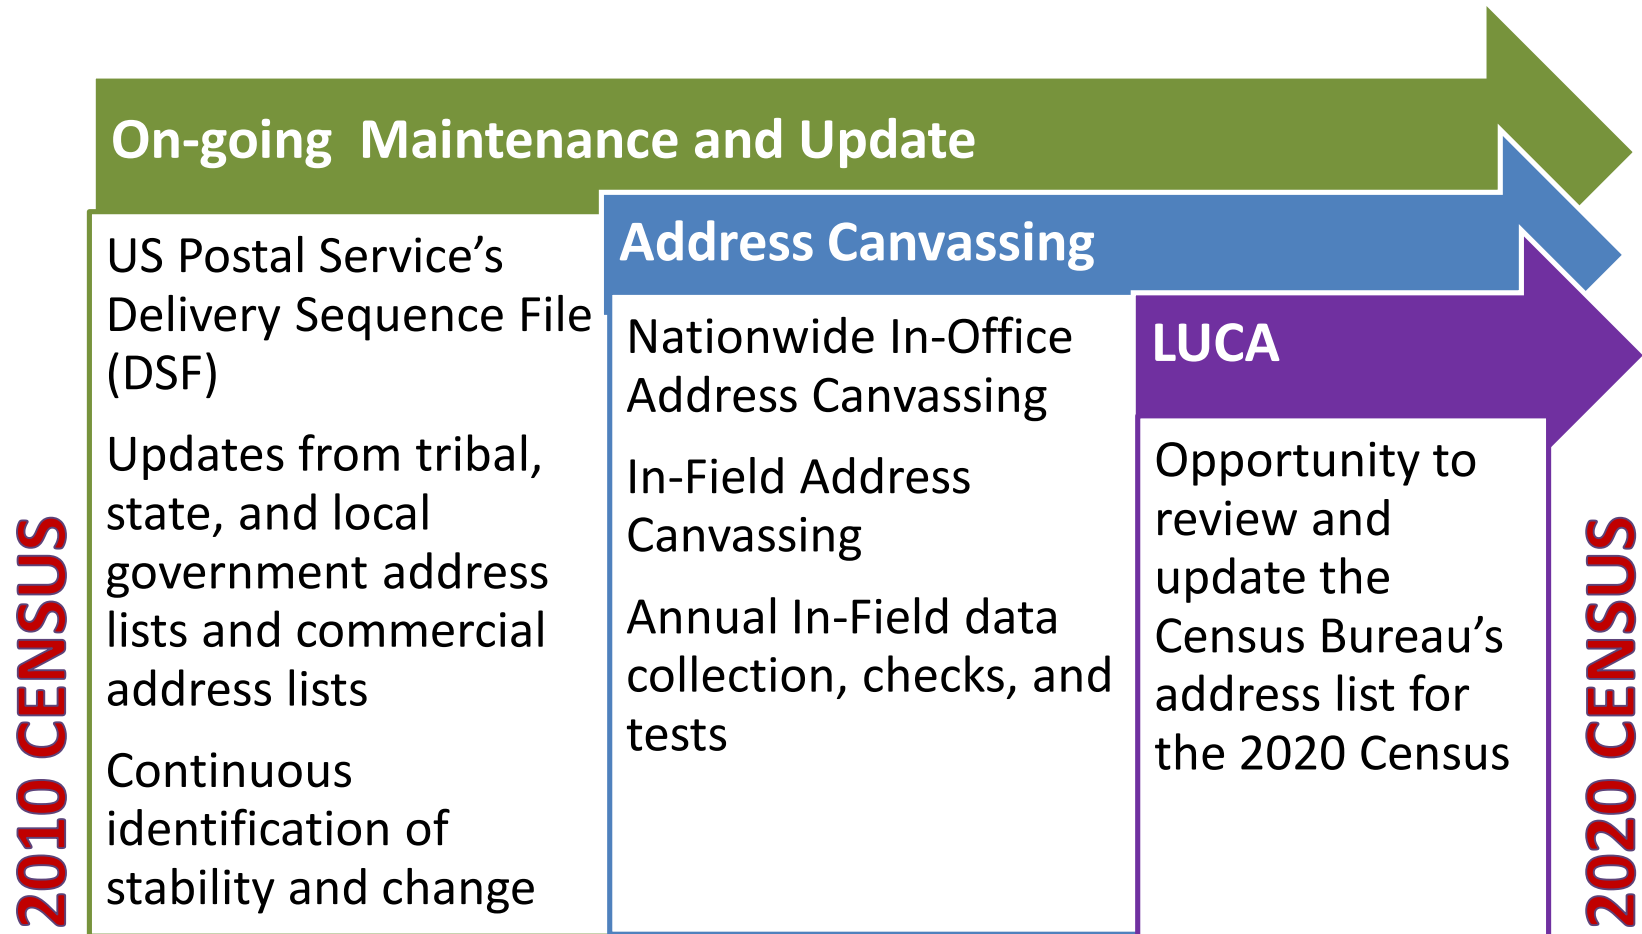 On-going  Maintenance and Update
US Postal Service’s
Delivery Sequence File
(DSF)
Updates from tribal,
state, and local
government address
lists and commercial
address lists
Continuous
identification of
stability and change
Address Canvassing
Nationwide In-Office
Address Canvassing
In-Field Address
Canvassing
Annual In-Field data
collection, checks, and
tests
LUCA
Opportunity to
review and
update the
Census Bureau’s
address list for
the 2020 Census
2010 CENSUS
2020 CENSUS